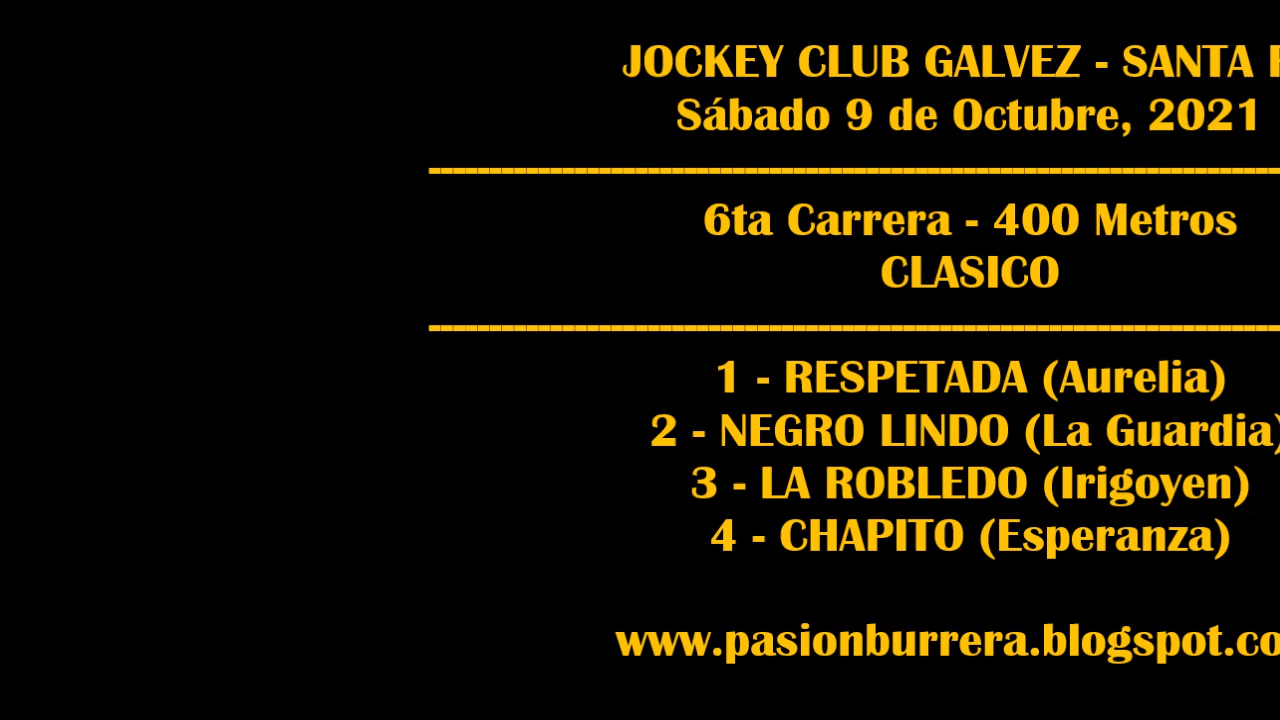 JOCKEY CLUB GALVEZ - SANTA
Sábado 9 de Octubre, 2021
6ta Carrera - 400 Metros
CLASICO
1 - RESPETADA (Aurelia)
2 - NEGRO LINDO (La Guardia)
3 - LA ROBLEDO (Irigoyen)
4 - CHAPITO (Esperanza)
www.pasionburrera.blogspot.co